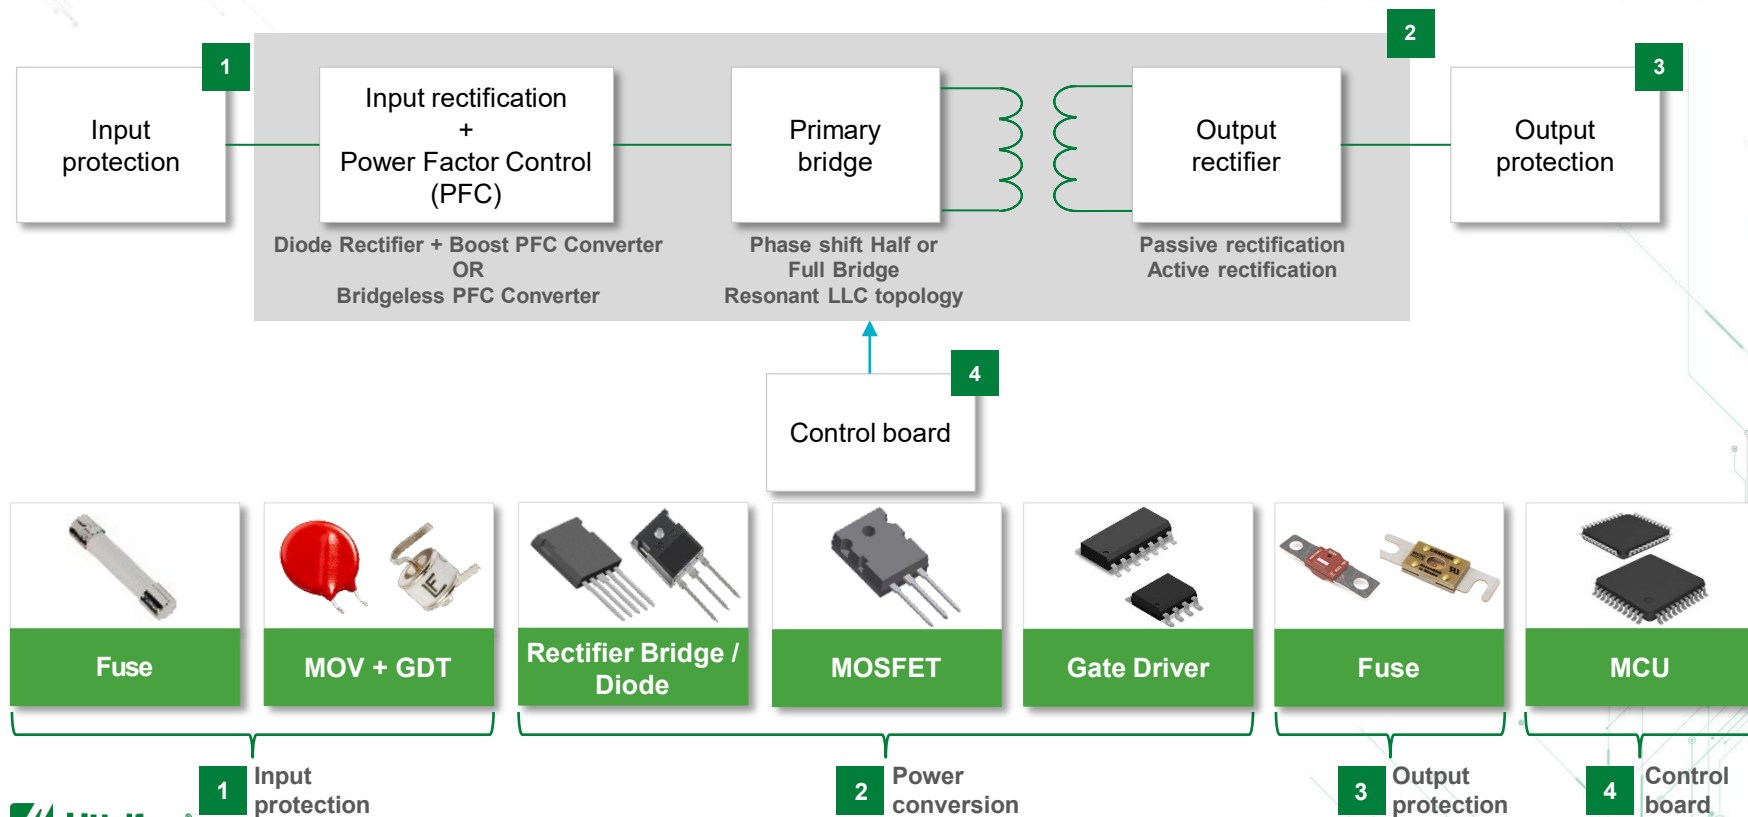 1
2
3
Input
protection
Input rectification
+
Power Factor Control
(PFC)
Primary
bridge
Output
rectifier
Output
protection
Diode Rectifier + Boost PFC Converter
OR
Bridgeless PFC Converter
Phase shift Half or
Full Bridge
Resonant LLC topology
Passive rectification
Active rectification
4
Control board
LF
Fuse
MOV + GDT
Rectifier Bridge /
Diode
MOSFET
Gate Driver
Fuse
MCU
1
Input
protection
2
Power
conversion
3
Output
protection
4
Control
board